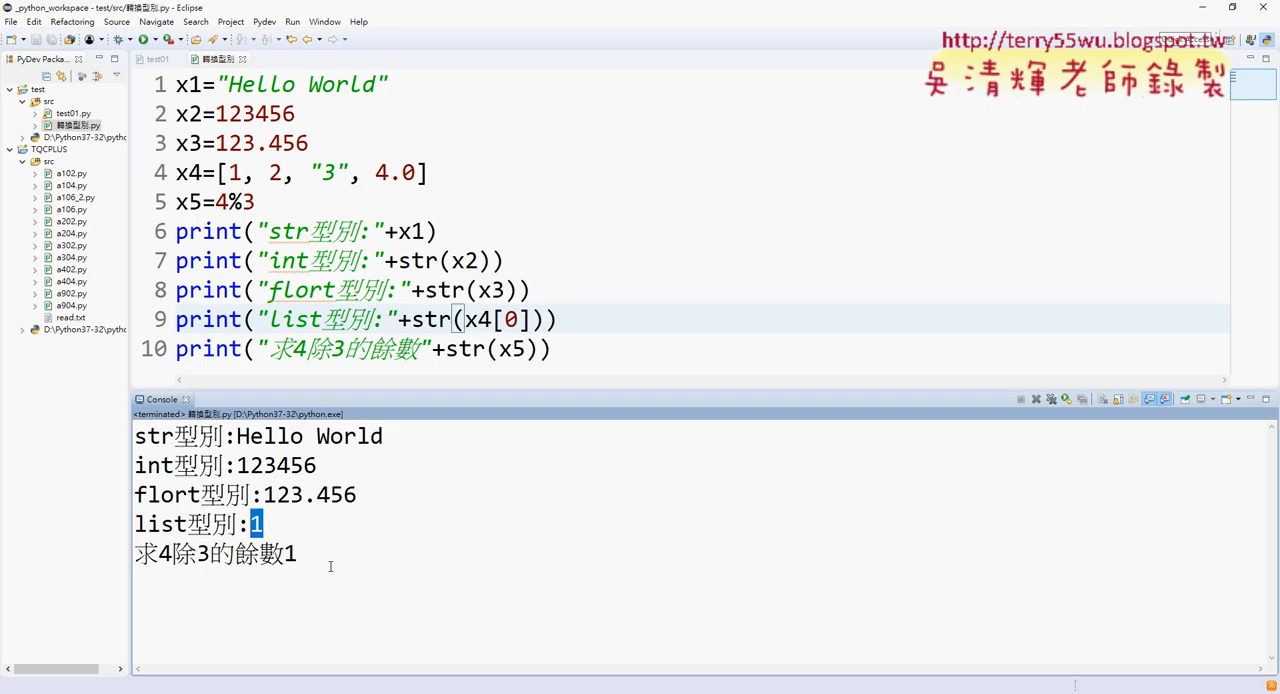 _python_workspace - test/src/轉換型別.py - Eclipse
File Edit Refactoring Source Refactor Navigate Search Project Pydev Run Window Help
http://terry55wu.blogspot.tw
吳清輝老師錄製
PyDev Packa...
test01
轉換型別
test
src
test01.py
轉換型別.py
D:\Python37-32\pytho
TQCPLUS
src
a102.py
a104.py
a106_2.py
a106.py
a202.py
a204.py
a302.py
a304.py
a402.py
a404.py
a902.py
a904.py
read.txt
D:\Python37-32\pytho
1 x1="Hello World"
2 x2=123456
3 x3=123.456
4 x4=[1, 2, "3", 4.0]
5 x5=4%3
6 print("str型別:"+x1)
7 print("int型別:"+str(x2))
8 print("flort型別:"+str(x3))
9 print("list型別:"+str(x4[0]))
10 print("求4除3的餘數"+str(x5))
Console
<terminated> 轉換型別.py [D:\Python37-32\python.exe]
str型別:Hello World
int型別:123456
flort型別:123.456
list型別:1
求4除3的餘數1